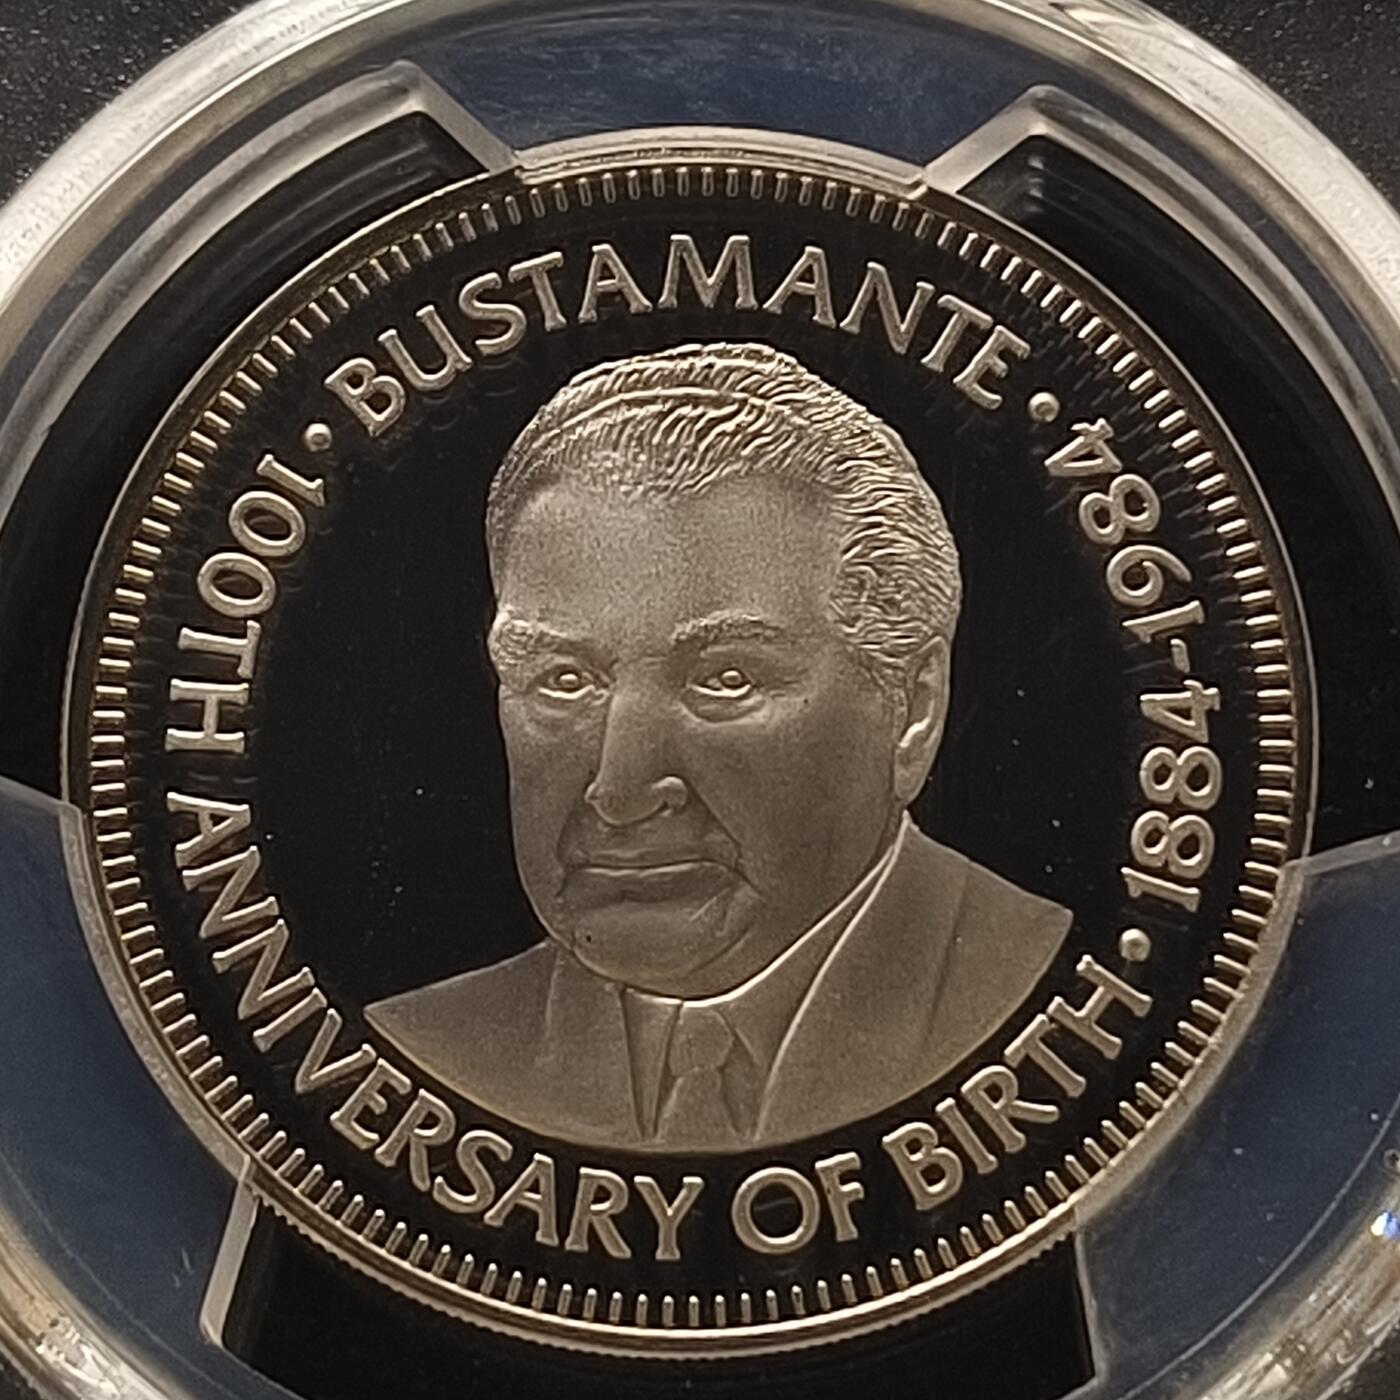 · BUSTAMANTE · 1884-1984 ·
100TH ANNIVERSARY OF BIRTH